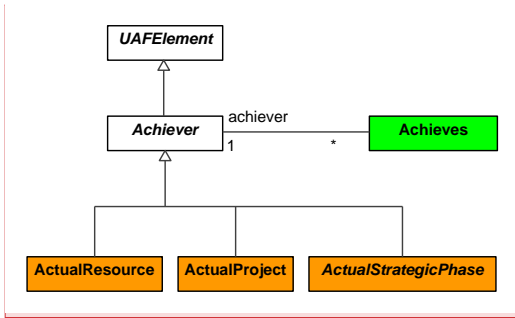 UAFElement
achiever
Achiever
Achieves
1
*
ActualResource
ActualProject
ActualStrategicPhase